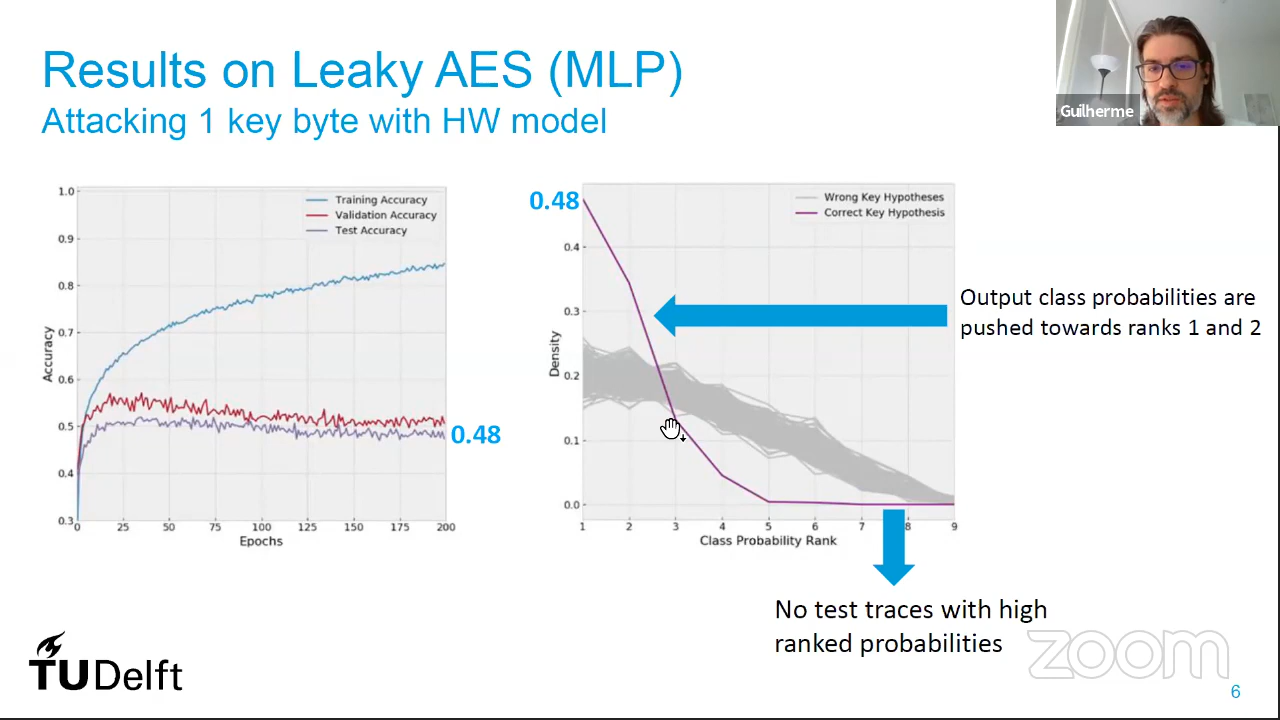 Results on Leaky AES (MLP)
Attacking 1 key byte with HW model
Guilherme
1.0
0.9
0.8
0.7
0.6
0.5
0.4
0.3
Accuracy
Training Accuracy
Validation Accuracy
Test Accuracy
0.48
0 25 50 75 100 125 150 175 200
Epochs
0.48
0.4
0.3
0.2
0.1
0.0
Density
Wrong Key Hypotheses
Correct Key Hypothesis
1 2 3 4 5 6 7 8 9
Class Probability Rank
Output class probabilities are
pushed towards ranks 1 and 2
No test traces with high
ranked probabilities
TUDelft
zoom
6